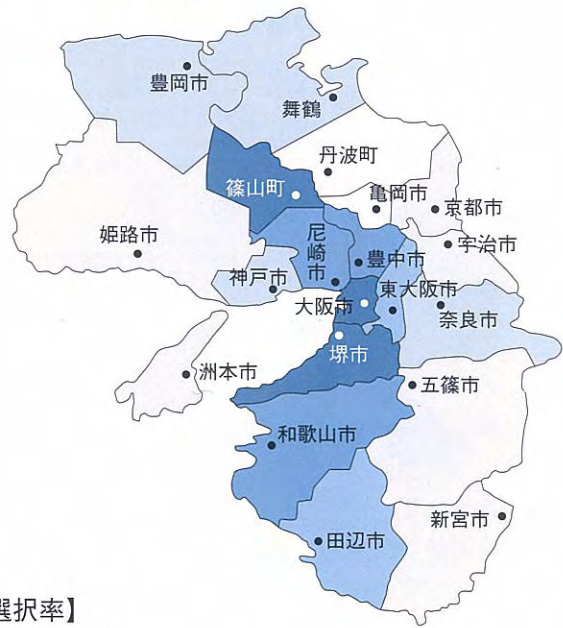 豊岡市
舞鶴
丹波町
篠山町
亀岡市
京都市
姫路市
尼崎市
豊中市
宇治市
神戸市
大阪市
東大阪市
奈良市
堺市
洲本市
五篠市
和歌山市
新宮市
田辺市
選択率】